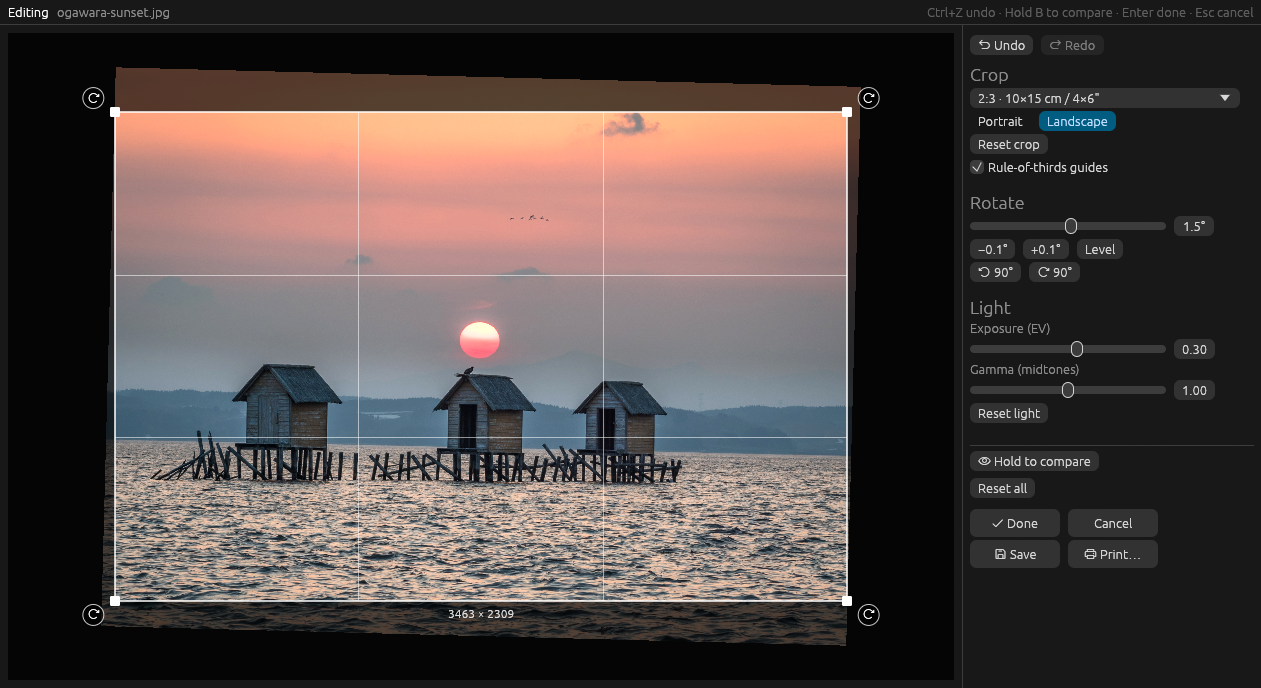 Editing ogawara-sunset.jpg
Ctrl+Z undo · Hold B to compare · Enter done · Esc cancel
Undo Redo
Crop
2:3 · 10×15 cm / 4×6"
Portrait Landscape
Reset crop
Rule-of-thirds guides
Rotate
1.5°
−0.1° +0.1° Level
90° 90°
Light
Exposure (EV)
0.30
Gamma (midtones)
1.00
Reset light
Hold to compare
Reset all
Done Cancel
Save Print…
3463 × 2309